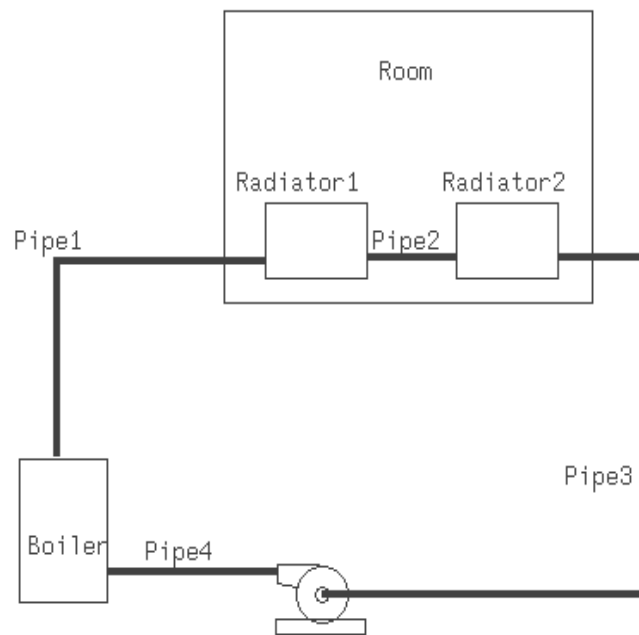 Room
Radiator1
Radiator2
Pipe1
Pipe2
Pipe3
Boiler
Pipe4